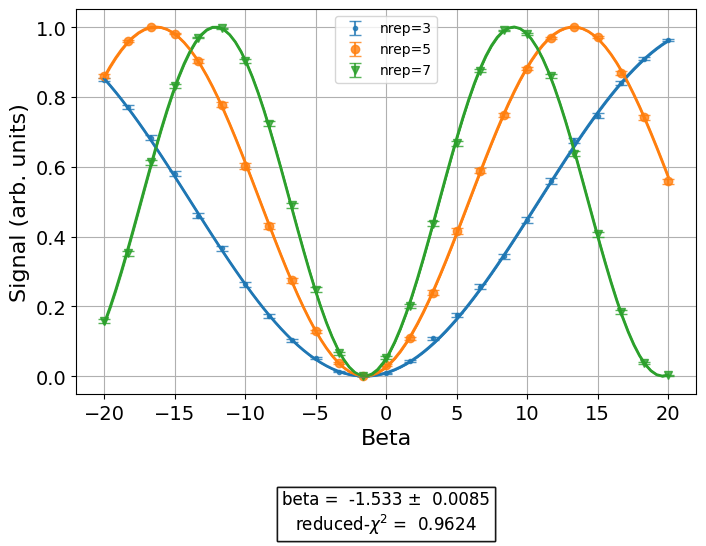 nrep=3
nrep=5
nrep=7
1.0
0.8
0.6
0.4
0.2
0.0
Signal (arb. units)
−20 −15 −10 −5 0 5 10 15 20
Beta
beta = -1.533 ± 0.0085
reduced-χ² = 0.9624